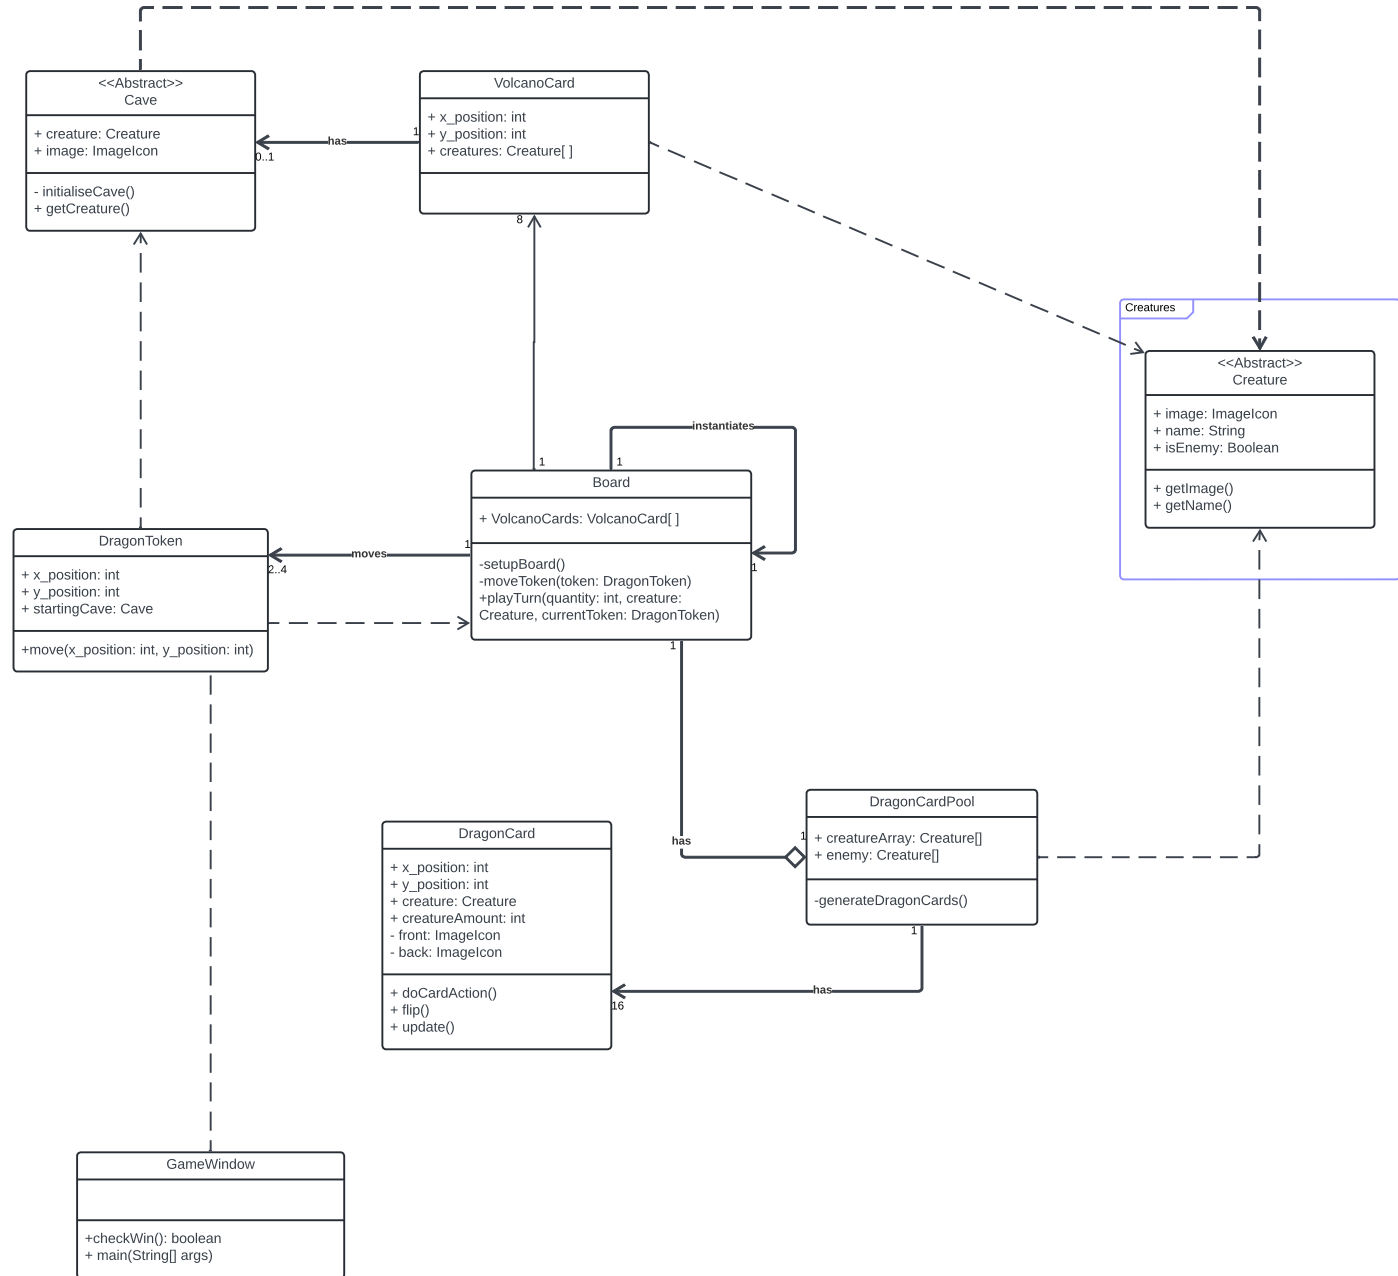 <<Abstract>>
Cave
+ creature: Creature
+ image: ImageIcon
- initialiseCave()
+ getCreature()
has
1
0..1
VolcanoCard
+ x_position: int
+ y_position: int
+ creatures: Creature[ ]
8
Creatures
<<Abstract>>
Creature
+ image: ImageIcon
+ name: String
+ isEnemy: Boolean
+ getImage()
+ getName()
instantiates
1
1
Board
+ VolcanoCards: VolcanoCard[ ]
-setupBoard()
-moveToken(token: DragonToken)
+playTurn(quantity: int, creature:
Creature, currentToken: DragonToken)
1
1
moves
1
2..4
DragonToken
+ x_position: int
+ y_position: int
+ startingCave: Cave
+move(x_position: int, y_position: int)
has
1
DragonCardPool
+ creatureArray: Creature[]
+ enemy: Creature[]
-generateDragonCards()
1
has
16
DragonCard
+ x_position: int
+ y_position: int
+ creature: Creature
+ creatureAmount: int
- front: ImageIcon
- back: ImageIcon
+ doCardAction()
+ flip()
+ update()
GameWindow
+checkWin(): boolean
+ main(String[] args)